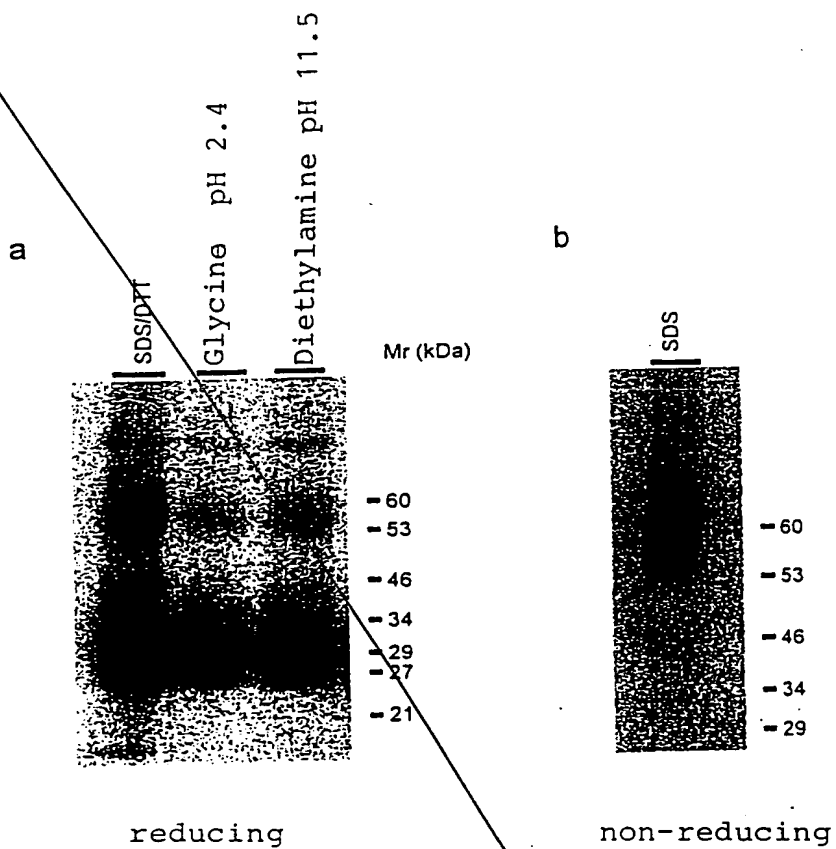 a
SDS/DTT
Glycine pH 2.4
Diethylamine pH 11.5
Mr (kDa)
60
53
46
34
29
27
21
reducing
b
SDS
60
53
46
34
29
non-reducing